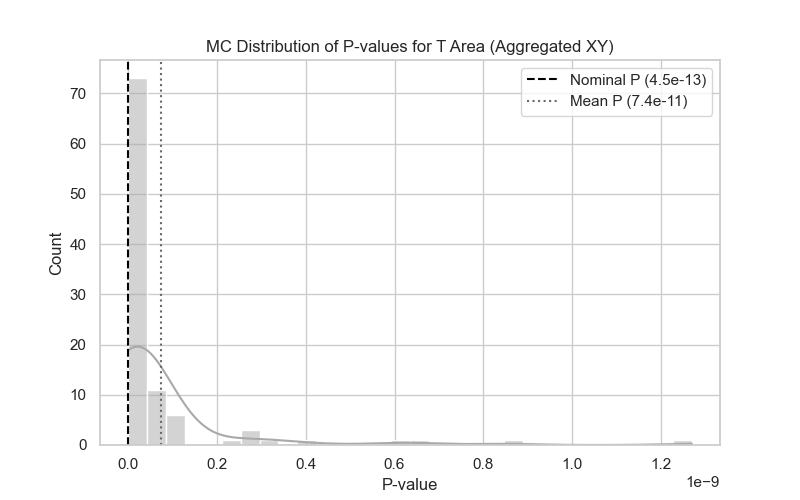 MC Distribution of P-values for T Area (Aggregated XY)
Nominal P (4.5e-13)
Mean P (7.4e-11)
Count
70
60
50
40
30
20
10
0
0.0 0.2 0.4 0.6 0.8 1.0 1.2
1e−9
P-value